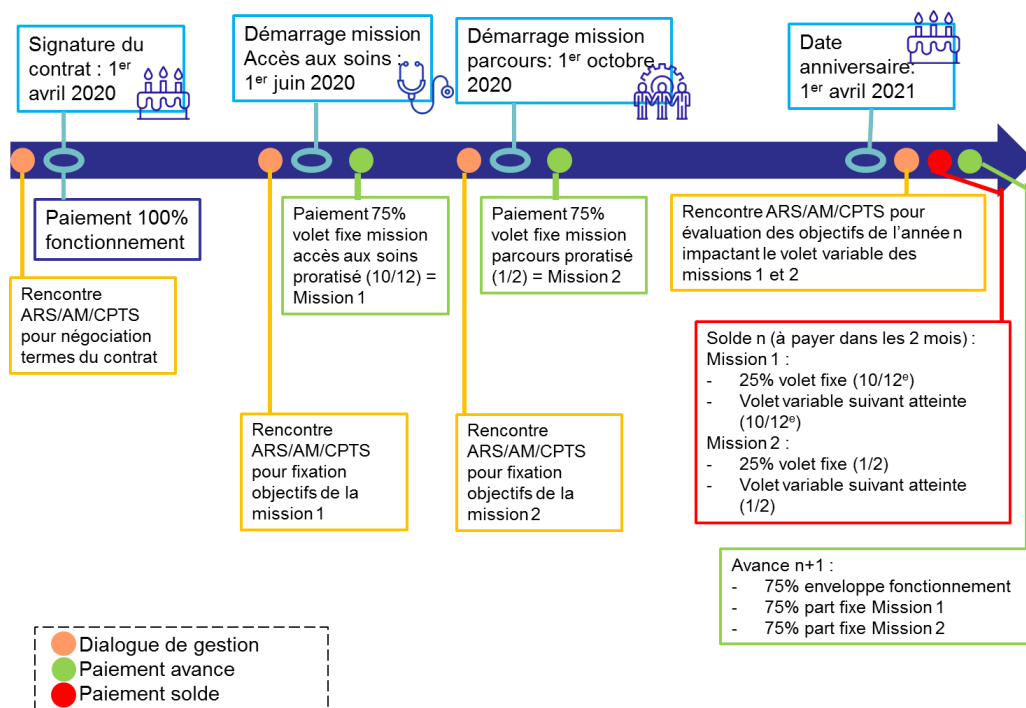 Signature du
contrat : 1er
avril 2020
Démarrage mission
Accès aux soins :
1er juin 2020
Démarrage mission
parcours: 1er octobre
2020
Date
anniversaire:
1er avril 2021
Paiement 100%
fonctionnement
Rencontre
ARS/AM/CPTS
pour négociation
termes du contrat
Paiement 75%
volet fixe mission
accès aux soins
proratisé (10/12) =
Mission 1
Paiement 75%
volet fixe mission
parcours proratisé
(1/2) = Mission 2
Rencontre ARS/AM/CPTS pour
évaluation des objectifs de l'année n
impactant le volet variable des
missions 1 et 2
Rencontre
ARS/AM/CPTS
pour fixation
objectifs de la
mission 1
Rencontre
ARS/AM/CPTS
pour fixation
objectifs de la
mission 2
Solde n (à payer dans les 2 mois) :
Mission 1 :
- 25% volet fixe (10/12e)
- Volet variable suivant atteinte
(10/12e)
Mission 2 :
- 25% volet fixe (1/2)
- Volet variable suivant atteinte
(1/2)
Avance n+1 :
- 75% enveloppe fonctionnement
- 75% part fixe Mission 1
- 75% part fixe Mission 2
Dialogue de gestion
Paiement avance
Paiement solde